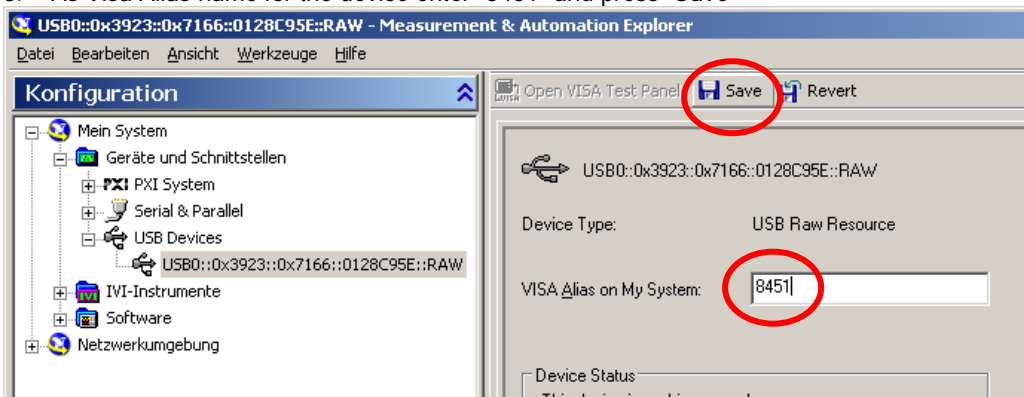 USB0::0x3923::0x7166::0128C95E::RAW - Measurement & Automation Explorer
Datei Bearbeiten Ansicht Werkzeuge Hilfe
Konfiguration
Mein System
Geräte und Schnittstellen
PXI PXI System
Serial & Parallel
USB Devices
USB0::0x3923::0x7166::0128C95E::RAW
IVI IVI-Instrumente
Software
Netzwerkumgebung
Open VISA Test Panel Save Revert
USB0::0x3923::0x7166::0128C95E::RAW
Device Type: USB Raw Resource
VISA Alias on My System: 8451
Device Status